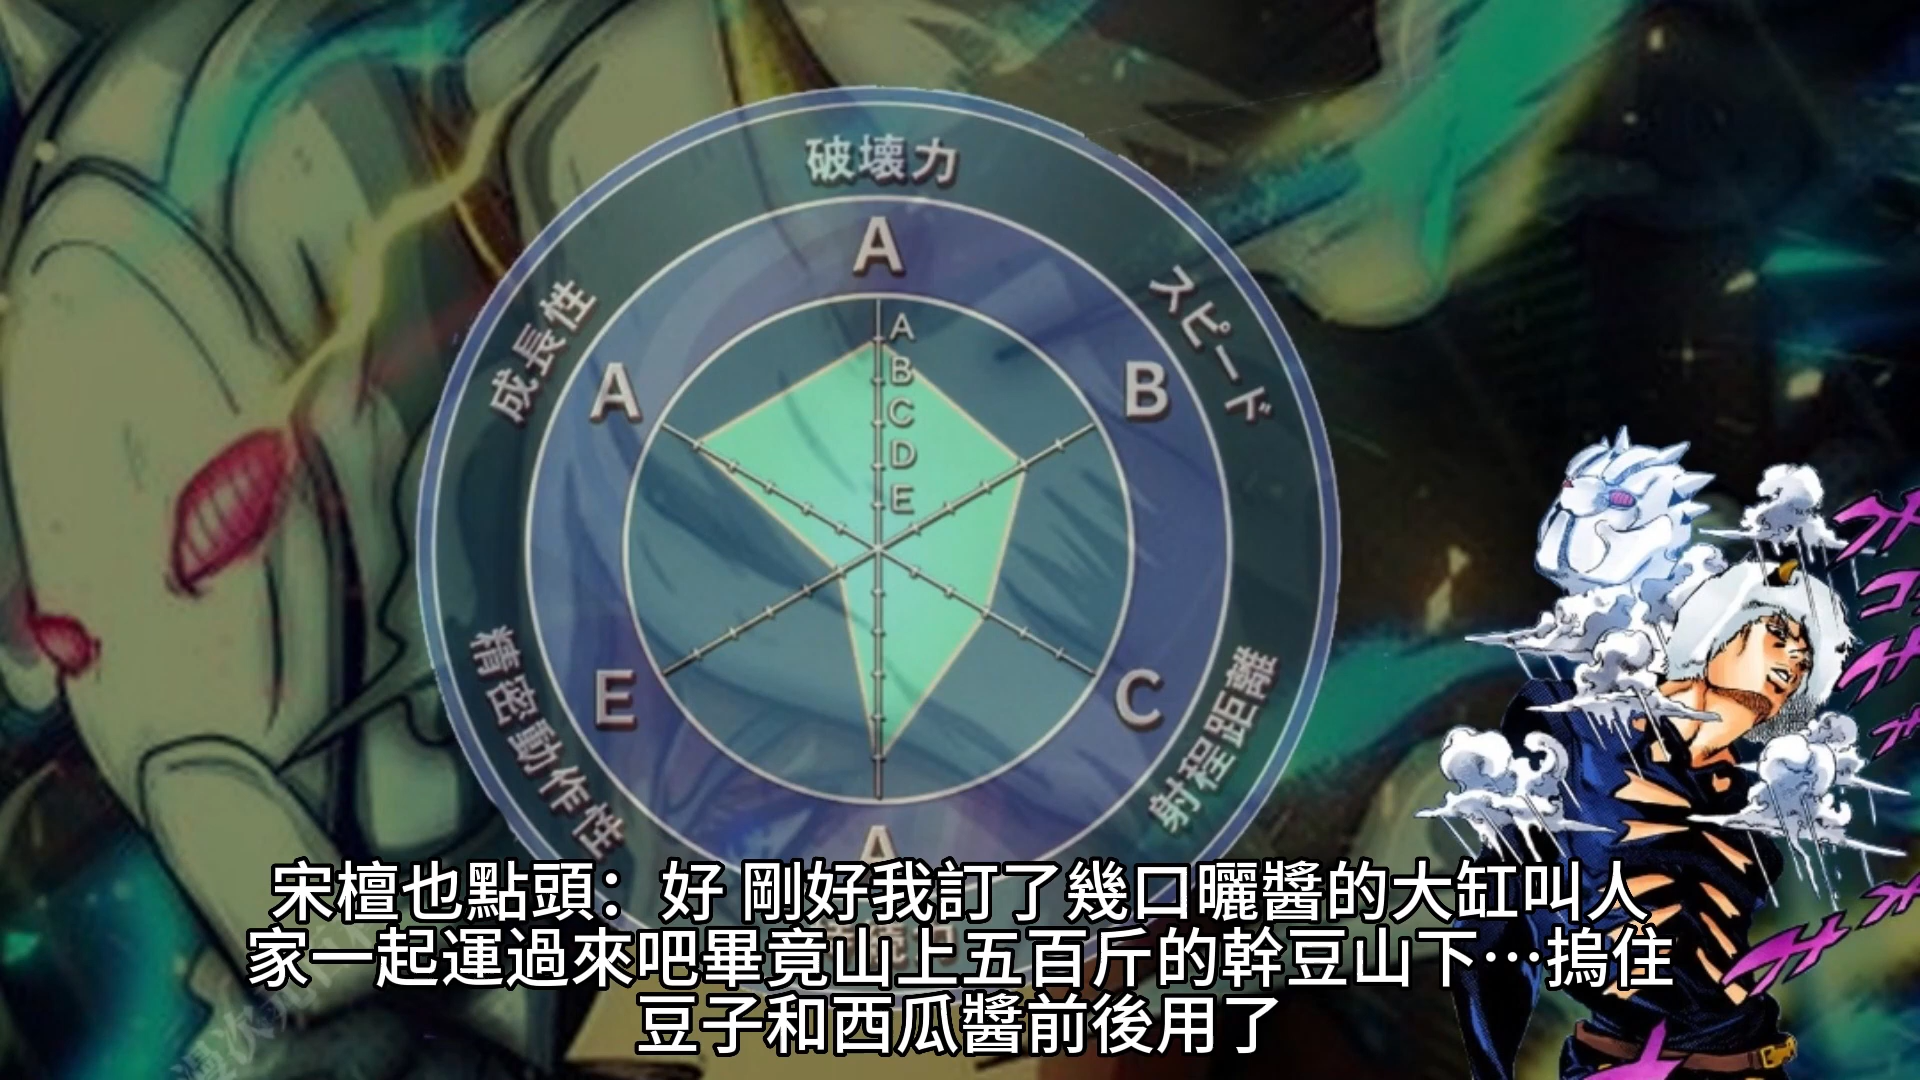 破壊力
A
スピード
成長性
A
A
B
B
C
D
E
精密動作性
E
C
射程距離
A
宋檀也點頭：好 剛好我訂了幾口曬醬的大缸叫人
家一起運過來吧畢竟山上五百斤的幹豆山下…摀住
豆子和西瓜醬前後用了